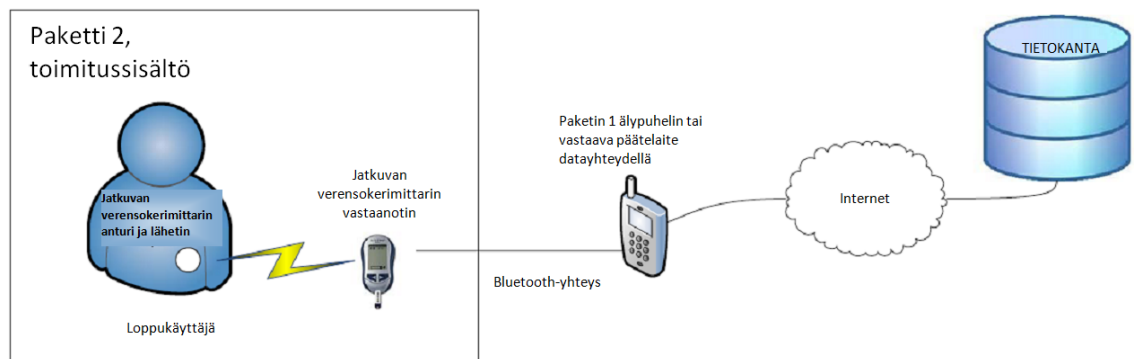 Paketti 2,
toimitussisältö
Jatkuvan
verensokerimittarin
anturi ja lähetin
Loppukäyttäjä
Jatkuvan
verensokerimittarin
vastaanotin
Bluetooth-yhteys
Paketin 1 älypuhelin tai
vastaava päätelaite
datayhteydellä
Internet
TIETOKANTA